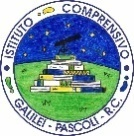 ISTITUTO COMPRENSIVO
GALILEI - PASCOLI - R.C.